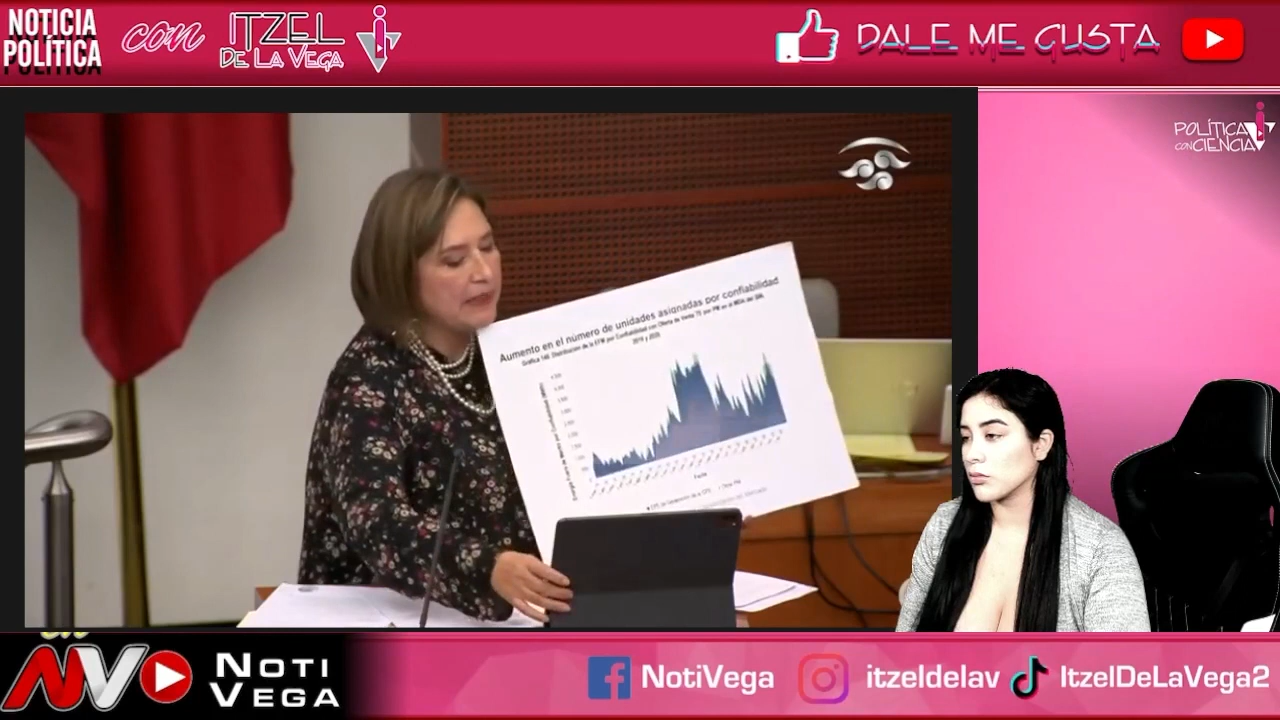 NOTICIA
POLÍTICA
con
ITZEL
DE LA VEGA
DALE ME GUSTA
POLÍTICA
CON CIENCIA
Aumento en el número de unidades asignadas por confiabilidad
NOTI
VEGA
NotiVega
itzeldelav
ItzelDeLaVega2